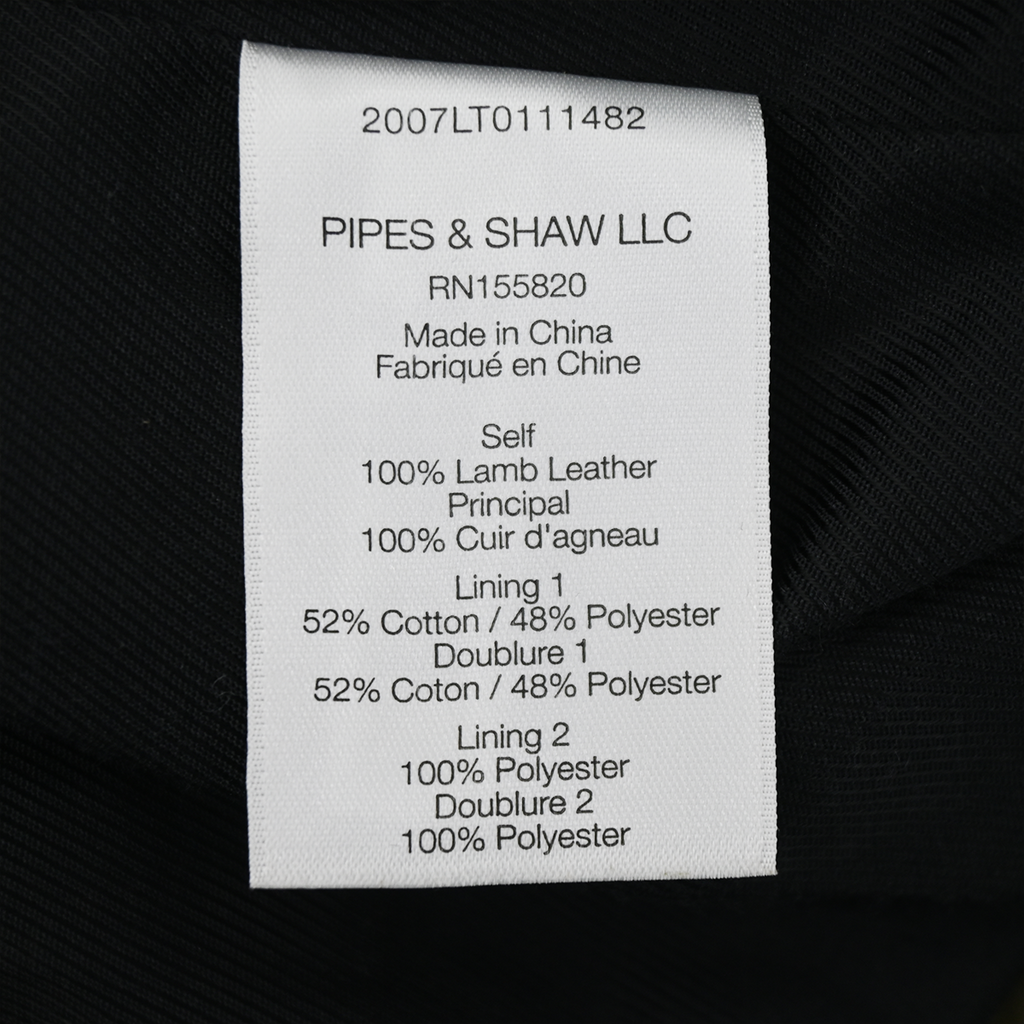 2007LT0111482
PIPES & SHAW LLC
RN155820
Made in China
Fabriqué en Chine
Self
100% Lamb Leather
Principal
100% Cuir d'agneau
Lining 1
52% Cotton / 48% Polyester
Doublure 1
52% Coton / 48% Polyester
Lining 2
100% Polyester
Doublure 2
100% Polyester